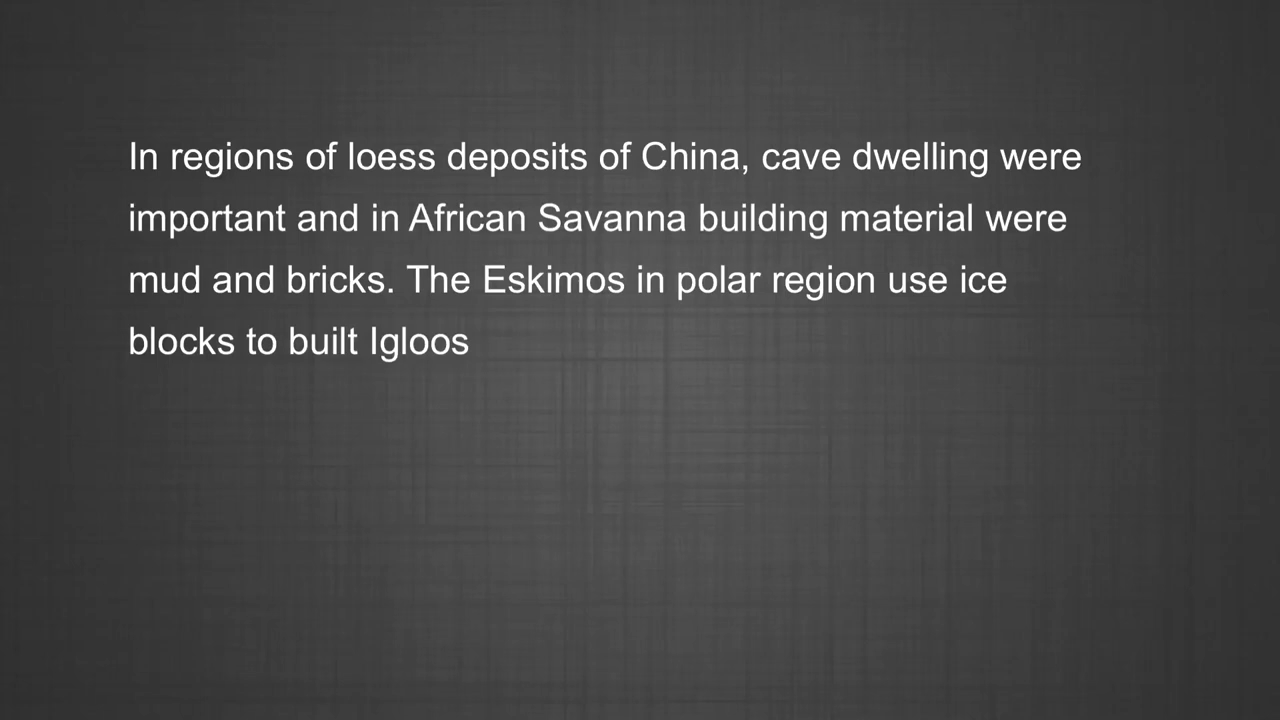 In regions of loess deposits of China, cave dwelling were
important and in African Savanna building material were
mud and bricks. The Eskimos in polar region use ice
blocks to built Igloos